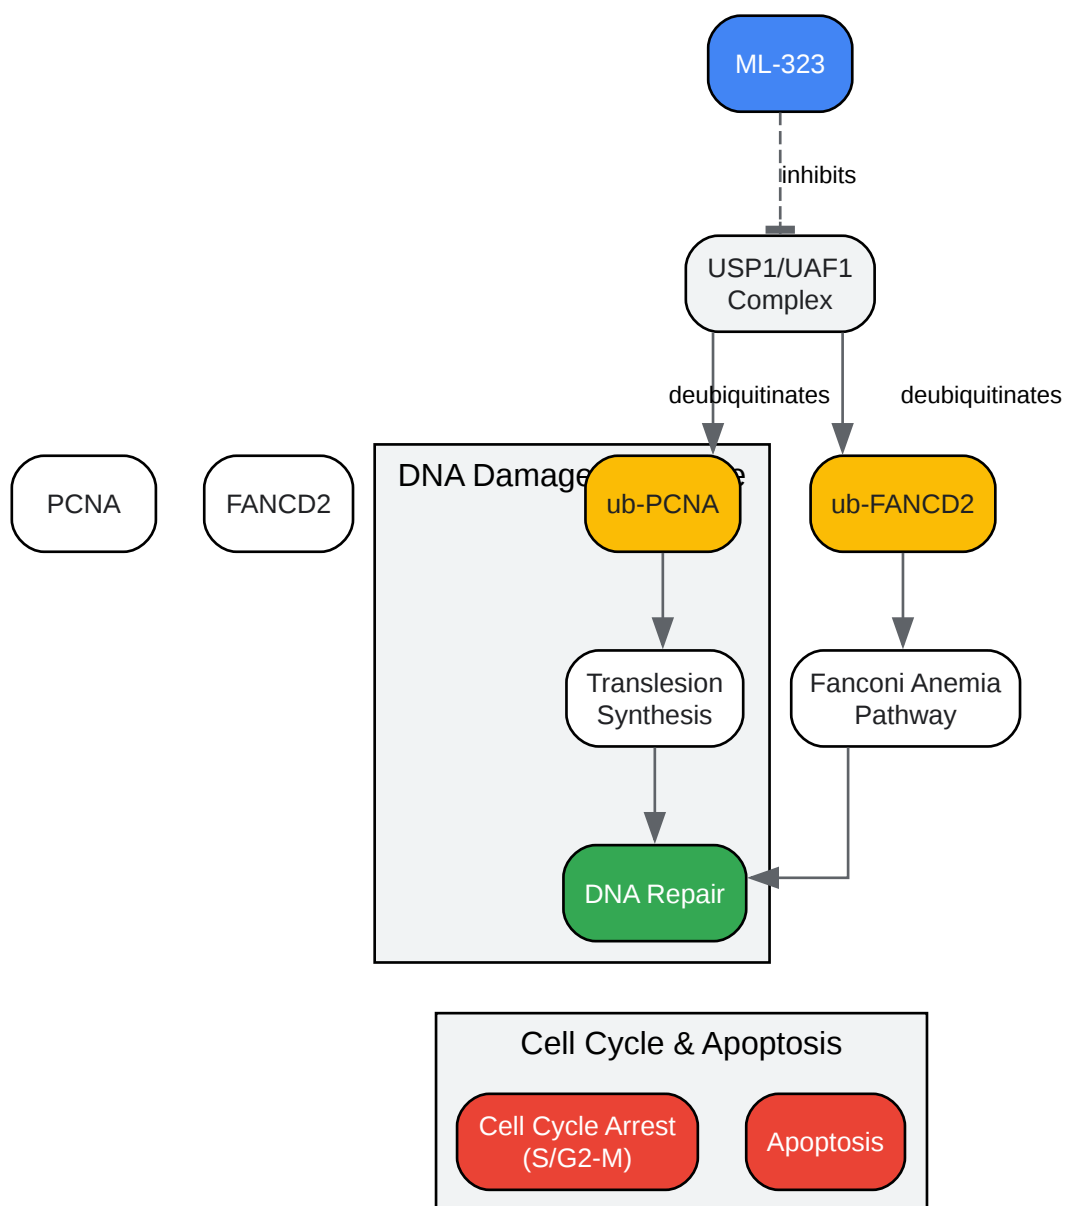 ML-323
inhibits
USP1/UAF1
Complex
deubiquitinates
deubiquitinates
PCNA
FANCD2
DNA Damage
ub-PCNA
ub-FANCD2
Translesion
Synthesis
Fanconi Anemia
Pathway
DNA Repair
Cell Cycle & Apoptosis
Cell Cycle Arrest
(S/G2-M)
Apoptosis